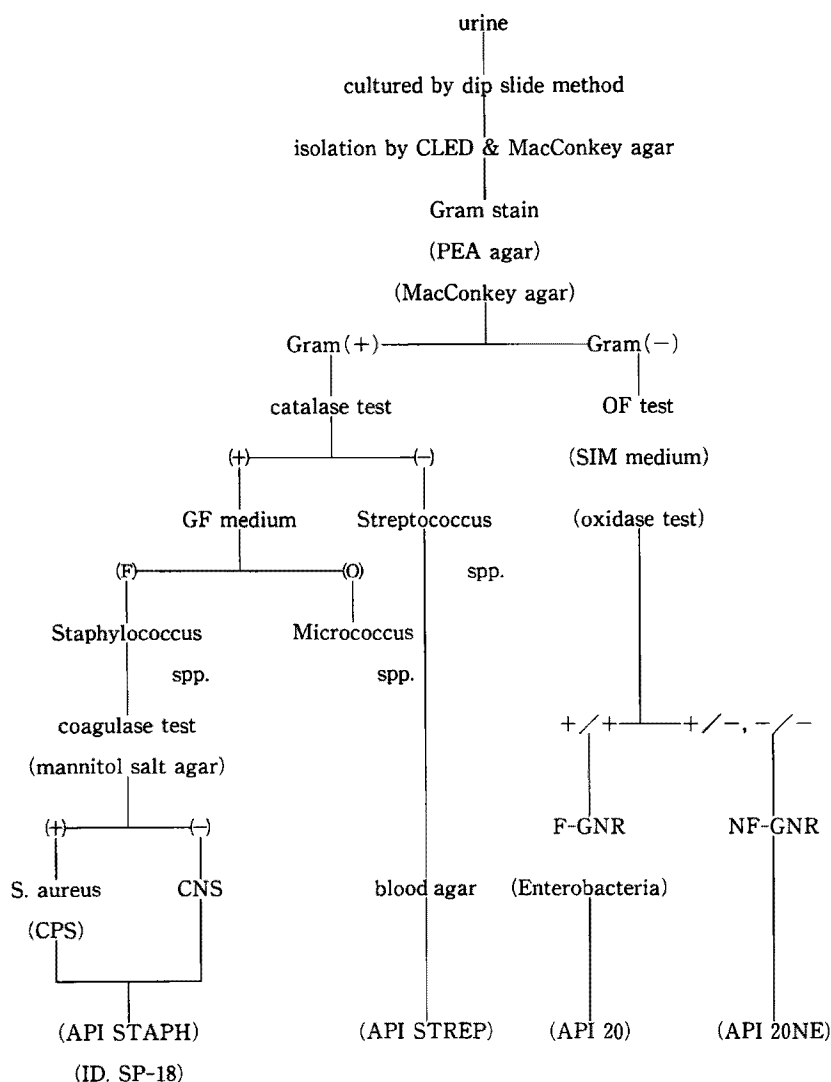 urine
cultured by dip slide method
isolation by CLED & MacConkey agar
Gram stain
(PEA agar)
(MacConkey agar)
Gram(+) Gram(−)
catalase test OF test
(+) (−) (SIM medium)
GF medium Streptococcus (oxidase test)
(F) (O) spp.
Staphylococcus Micrococcus
spp. spp.
coagulase test +/+ +/−, −/−
(mannitol salt agar)
(+) (−) F-GNR NF-GNR
S. aureus CNS blood agar (Enterobacteria)
(CPS)
(API STAPH) (API STREP) (API 20) (API 20NE)
(ID. SP-18)